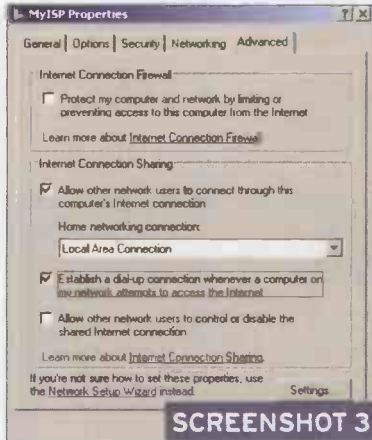 MyISP Properties
General Options Security Networking Advanced
Internet Connection Firewall
Protect my computer and network by limiting or
preventing access to this computer from the Internet
Learn more about Internet Connection Firewall.
Internet Connection Sharing
Allow other network users to connect through this
computer's Internet connection
Home networking connection:
Local Area Connection
Establish a dial-up connection whenever a computer on
my network attempts to access the Internet
Allow other network users to control or disable the
shared Internet connection
Learn more about Internet Connection Sharing.
If you're not sure how to set these properties, use
the Network Setup Wizard instead.
Settings
SCREENSHOT 3